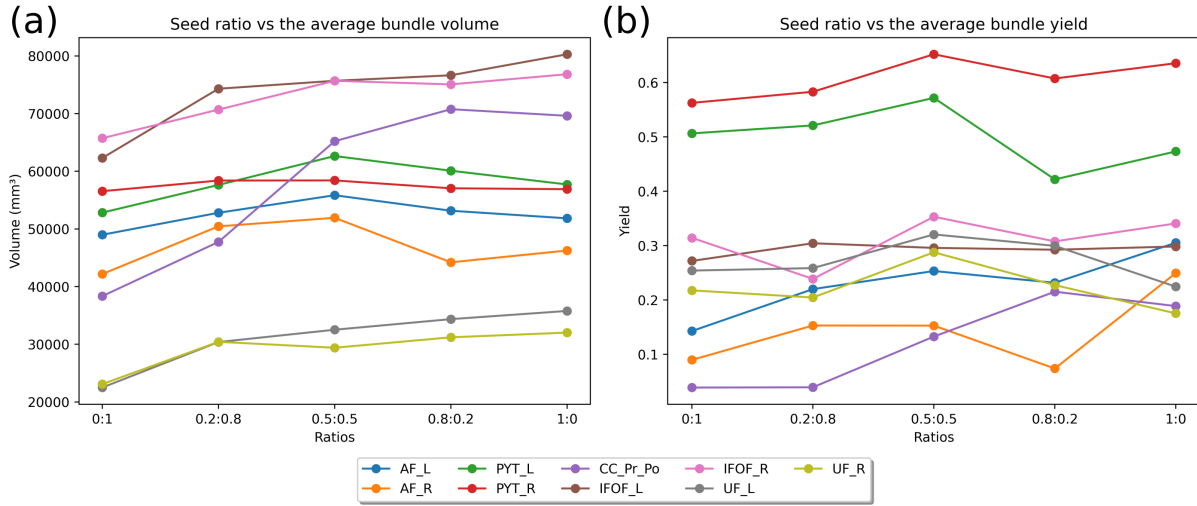 (a)
Seed ratio vs the average bundle volume
Volume (mm³)
80000
70000
60000
50000
40000
30000
20000
0:1 0.2:0.8 0.5:0.5 0.8:0.2 1:0
Ratios
(b)
Seed ratio vs the average bundle yield
Yield
0.6
0.5
0.4
0.3
0.2
0.1
0:1 0.2:0.8 0.5:0.5 0.8:0.2 1:0
Ratios
AF_L PYT_L CC_Pr_Po IFOF_R UF_R
AF_R PYT_R IFOF_L UF_L